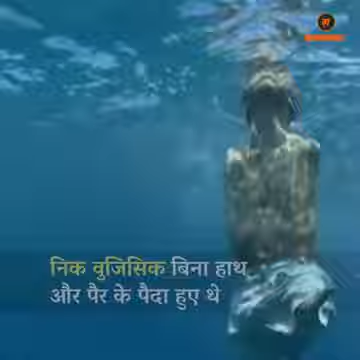 निक वुजिसिक बिना हाथ
और पैर के पैदा हुए थे